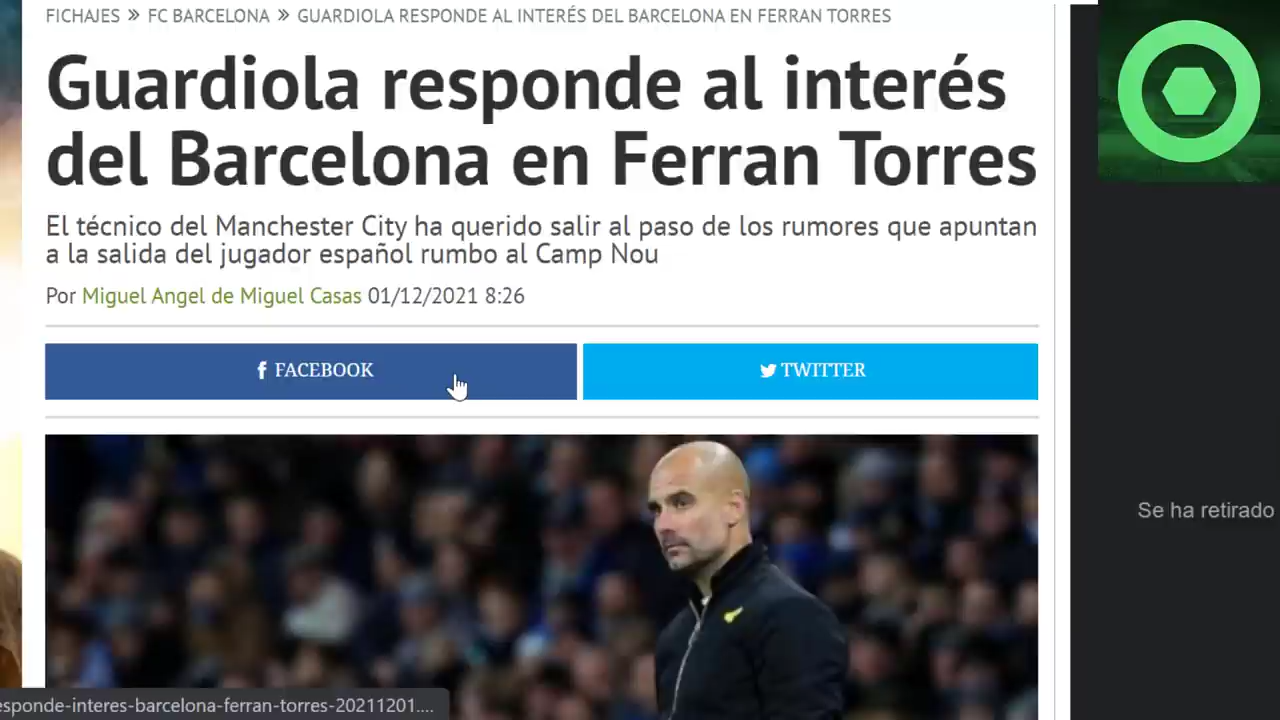 FICHAJES » FC BARCELONA » GUARDIOLA RESPONDE AL INTERÉS DEL BARCELONA EN FERRAN TORRES
Guardiola responde al interés
del Barcelona en Ferran Torres
El técnico del Manchester City ha querido salir al paso de los rumores que apuntan
a la salida del jugador español rumbo al Camp Nou
Por Miguel Angel de Miguel Casas 01/12/2021 8:26
FACEBOOK
TWITTER
Se ha retirado
esponde-interes-barcelona-ferran-torres-20211201....